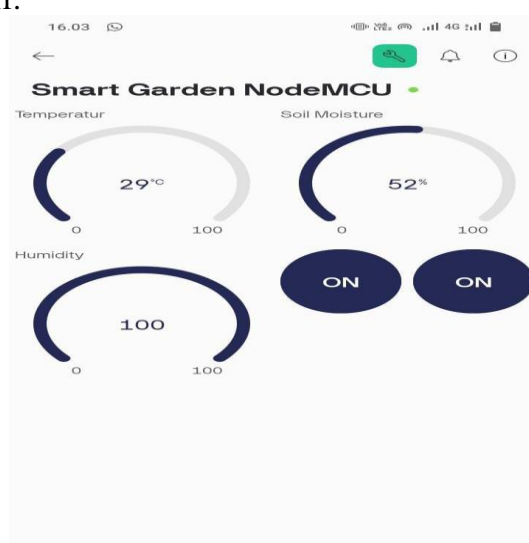 16.03 4G
Smart Garden NodeMCU
Temperatur Soil Moisture
29°C 52%
0 100 0 100
Humidity
ON ON
100
0 100